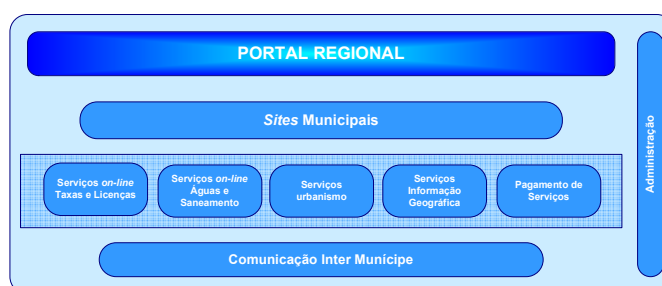 PORTAL REGIONAL
Sites Municipais
Serviços on-line
Taxas e Licenças
Serviços on-line
Águas e
Saneamento
Serviços
urbanismo
Serviços
Informação
Geográfica
Pagamento de
Serviços
Comunicação Inter Munícipe
Administração